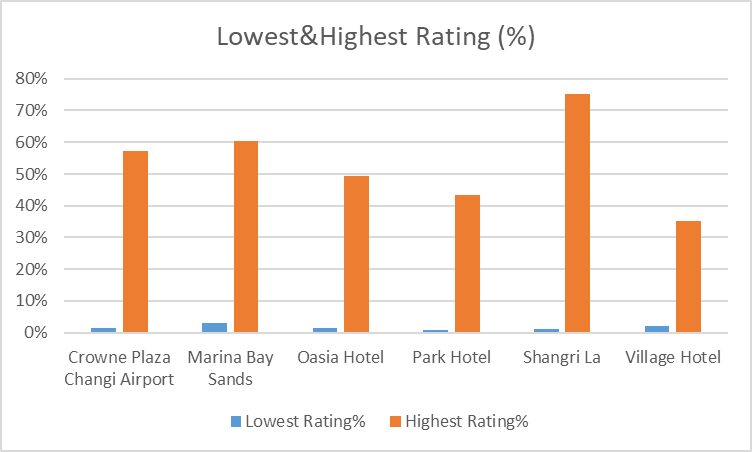 Lowest&Highest Rating (%)
80%
70%
60%
50%
40%
30%
20%
10%
0%
Crowne Plaza
Changi Airport
Marina Bay
Sands
Oasia Hotel
Park Hotel
Shangri La
Village Hotel
Lowest Rating%
Highest Rating%